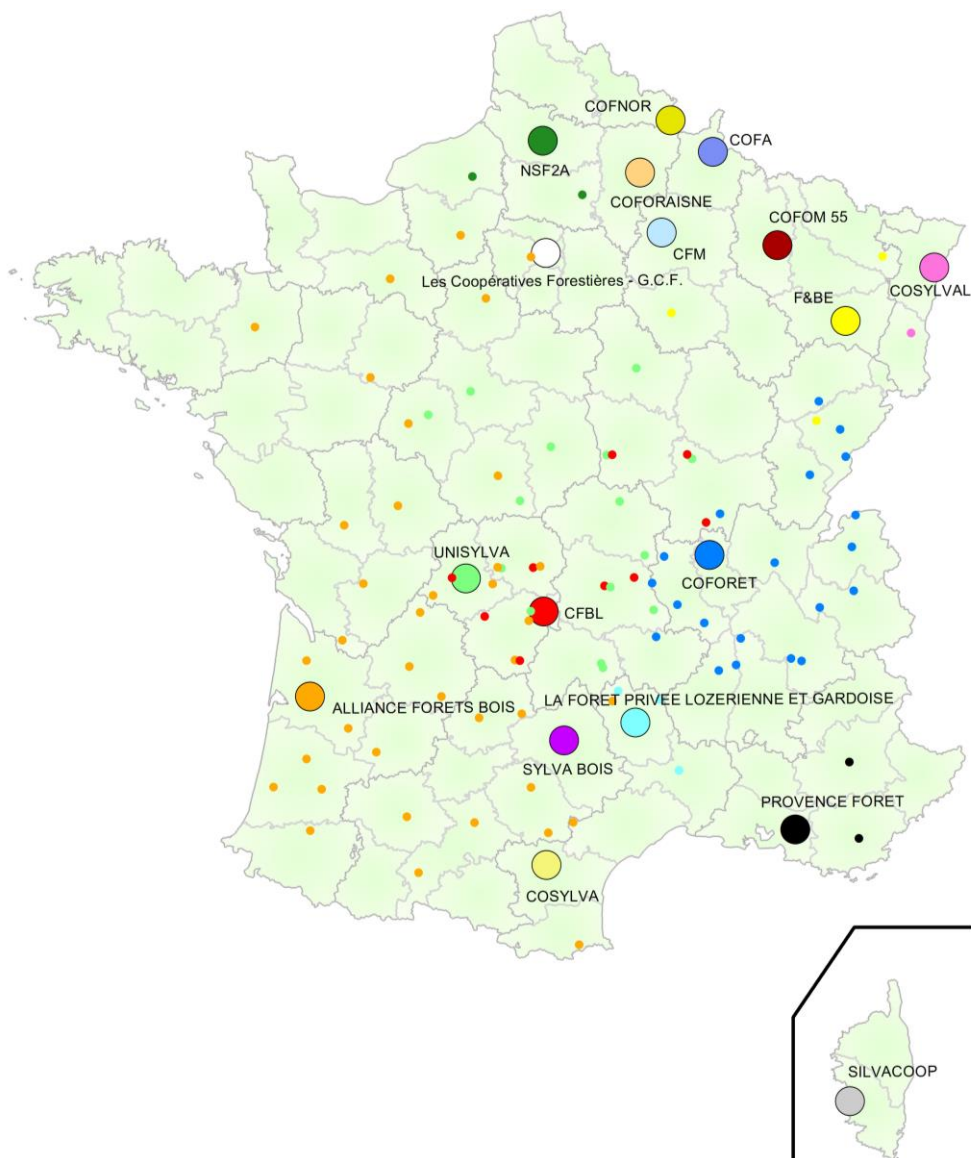 COFNOR
COFA
NSF2A
COFORAISNE
COFOM 55
CFM
Les Coopératives Forestières - G.C.F.
COSYLVAL
F&BE
UNISYLVA
COFORET
CFBL
LA FORET PRIVEE LOZERIENNE ET GARDOISE
ALLIANCE FORETS BOIS
SYLVA BOIS
PROVENCE FORET
COSYLVA
SILVACOOP